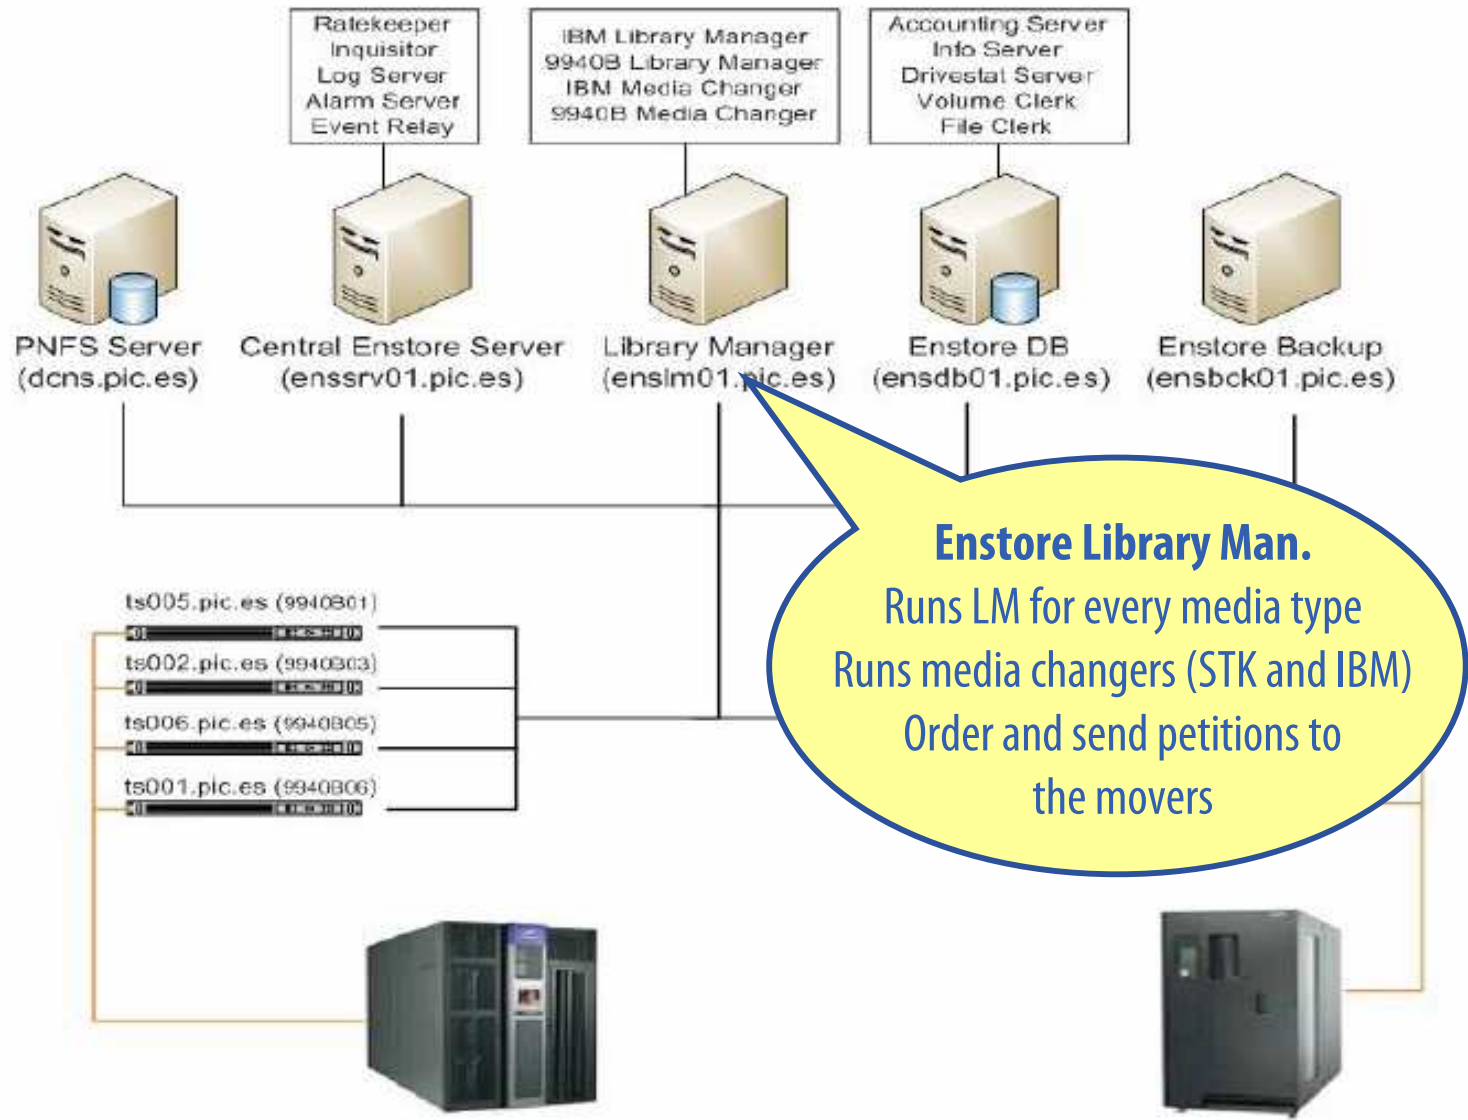 Ratekeeper
Inquisitor
Log Server
Alarm Server
Event Relay
IBM Library Manager
9940B Library Manager
IBM Media Changer
9940B Media Changer
Accounting Server
Info Server
Drivestat Server
Volume Clerk
File Clerk
PNFS Server
(dcns.pic.es)
Central Enstore Server
(enssrv01.pic.es)
Library Manager
(enslm01.pic.es)
Enstore DB
(ensdb01.pic.es)
Enstore Backup
(ensbck01.pic.es)
Enstore Library Man.
Runs LM for every media type
Runs media changers (STK and IBM)
Order and send petitions to
the movers
ts005.pic.es (9940B01)
ts002.pic.es (9940B03)
ts006.pic.es (9940B05)
ts001.pic.es (9940B06)